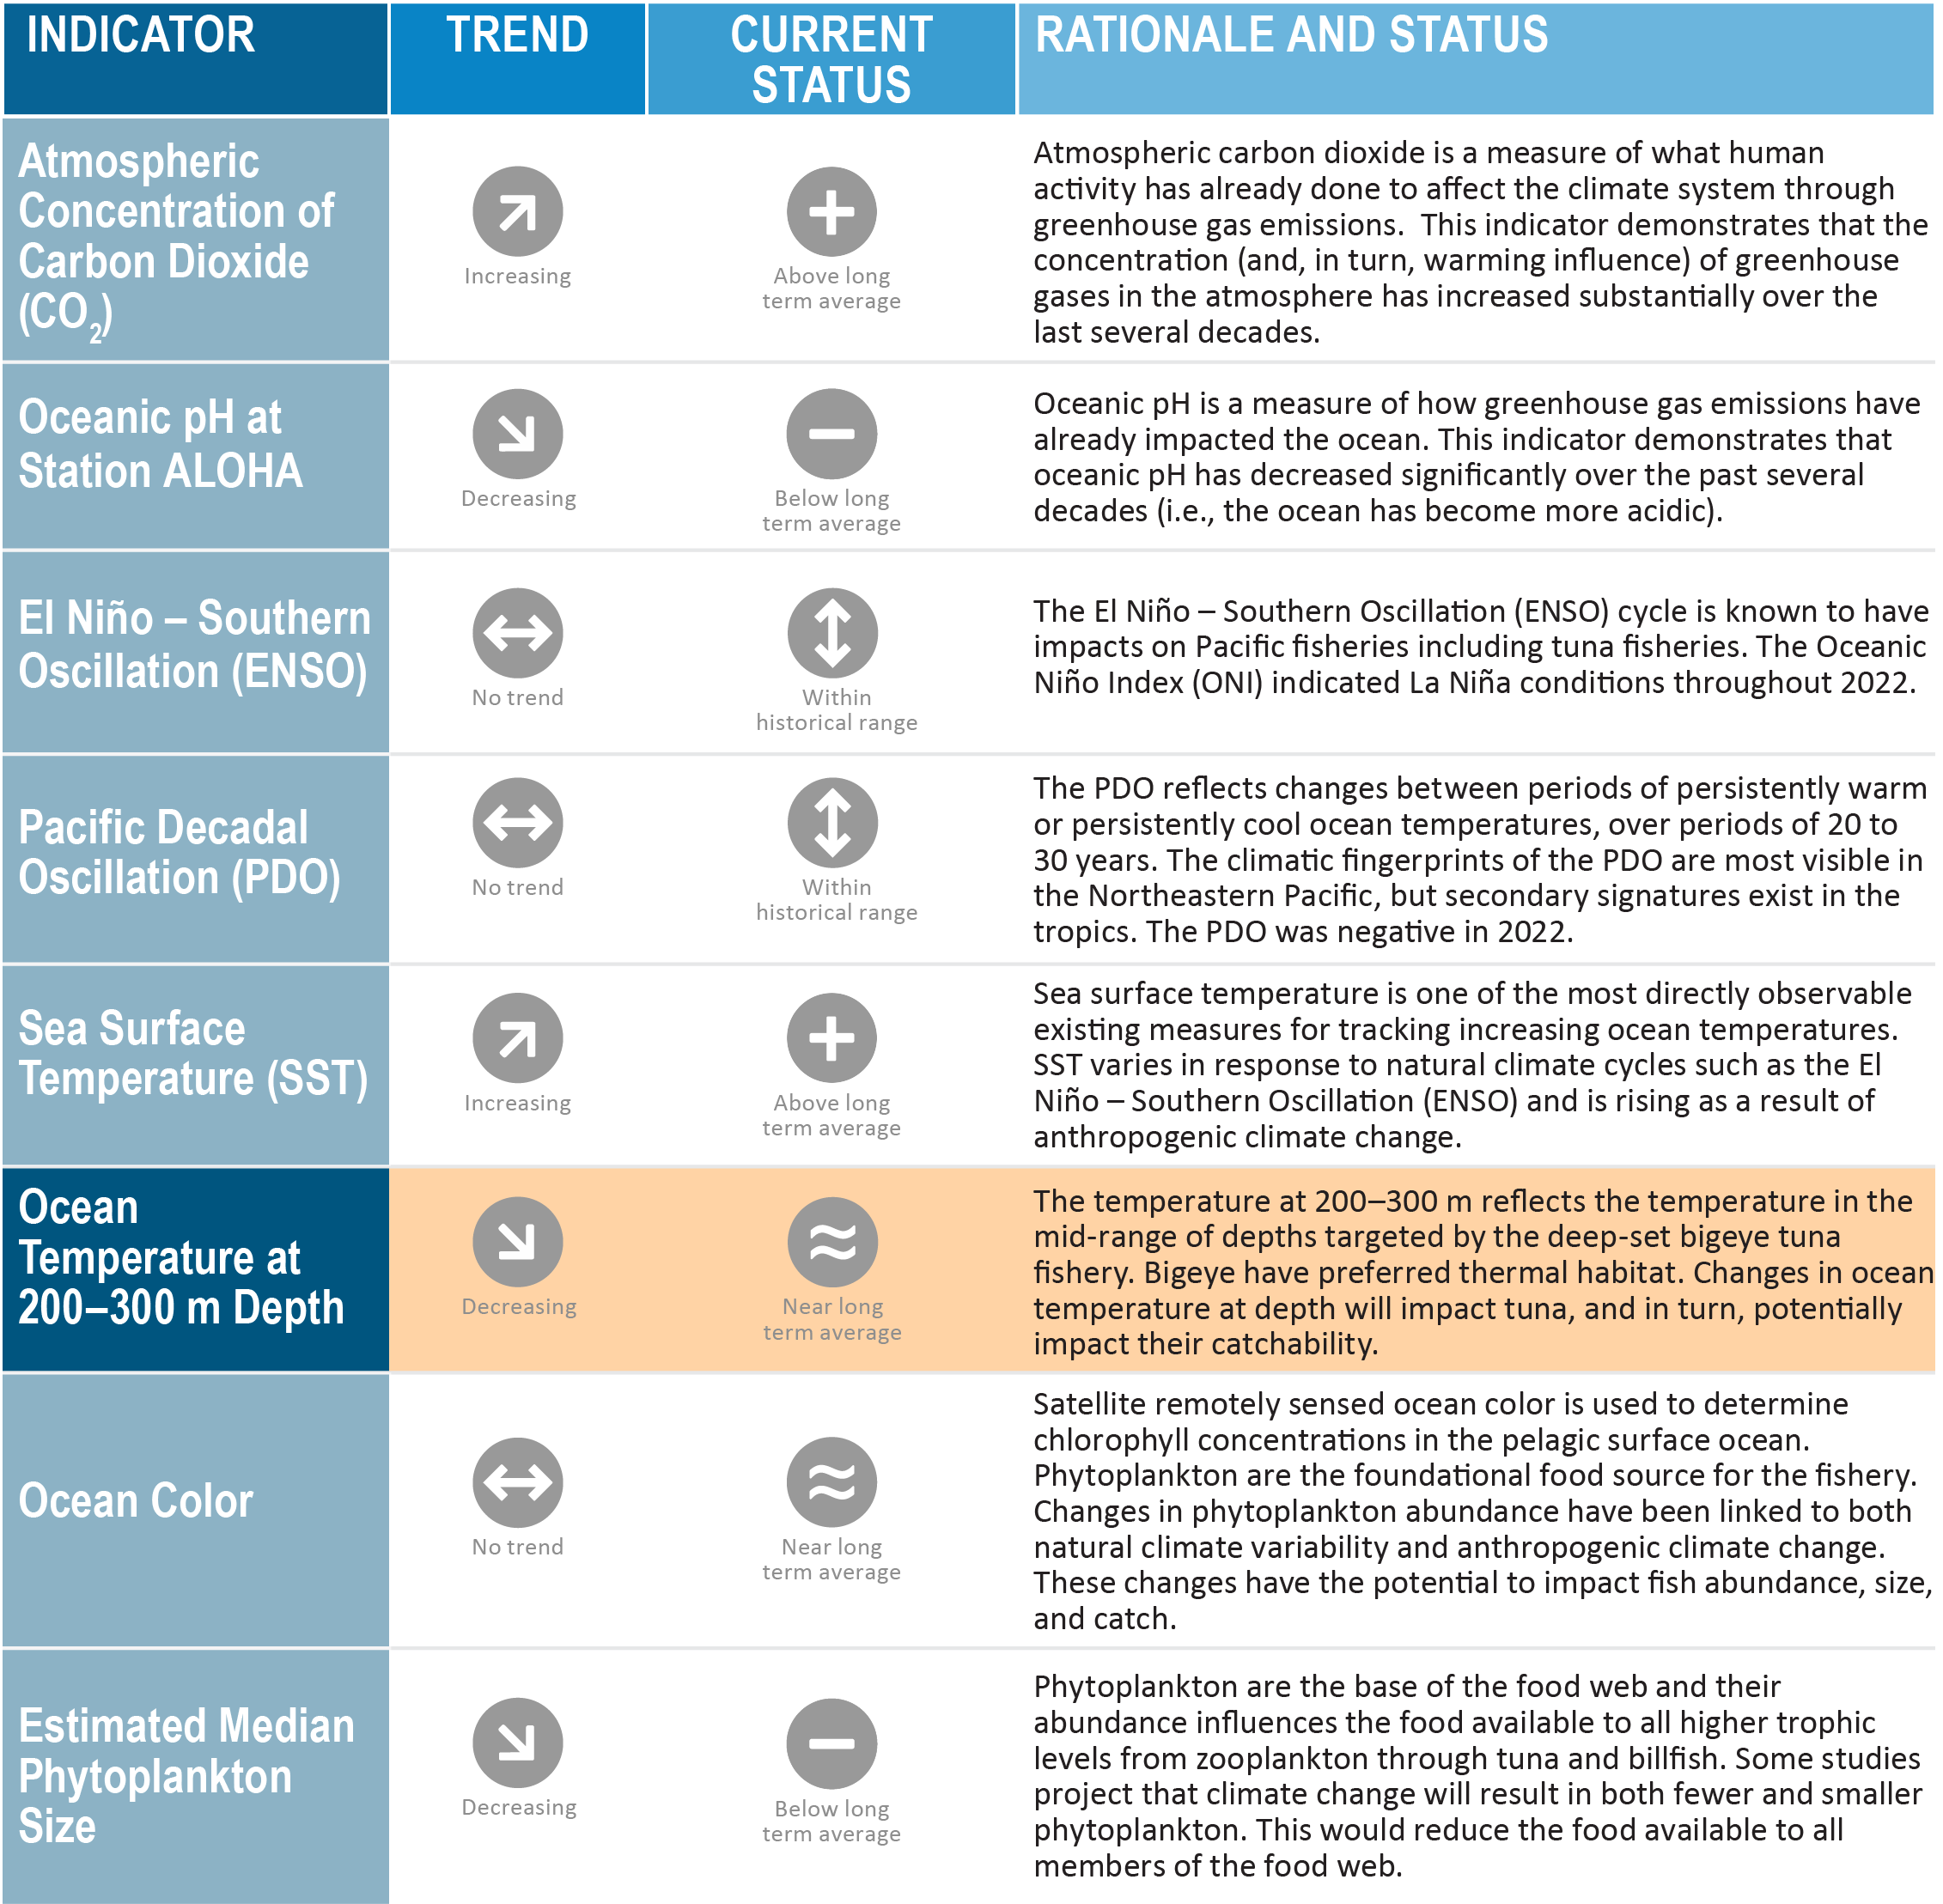 INDICATOR
TREND
CURRENT
STATUS
RATIONALE AND STATUS
Atmospheric
Concentration of
Carbon Dioxide
(CO2)
Increasing
Above long
term average
Atmospheric carbon dioxide is a measure of what human
activity has already done to affect the climate system through
greenhouse gas emissions.  This indicator demonstrates that the
concentration (and, in turn, warming influence) of greenhouse
gases in the atmosphere has increased substantially over the
last several decades.
Oceanic pH at
Station ALOHA
Decreasing
Below long
term average
Oceanic pH is a measure of how greenhouse gas emissions have
already impacted the ocean. This indicator demonstrates that
oceanic pH has decreased significantly over the past several
decades (i.e., the ocean has become more acidic).
El Niño – Southern
Oscillation (ENSO)
No trend
Within
historical range
The El Niño – Southern Oscillation (ENSO) cycle is known to have
impacts on Pacific fisheries including tuna fisheries. The Oceanic
Niño Index (ONI) indicated La Niña conditions throughout 2022.
Pacific Decadal
Oscillation (PDO)
No trend
Within
historical range
The PDO reflects changes between periods of persistently warm
or persistently cool ocean temperatures, over periods of 20 to
30 years. The climatic fingerprints of the PDO are most visible in
the Northeastern Pacific, but secondary signatures exist in the
tropics. The PDO was negative in 2022.
Sea Surface
Temperature (SST)
Increasing
Above long
term average
Sea surface temperature is one of the most directly observable
existing measures for tracking increasing ocean temperatures.
SST varies in response to natural climate cycles such as the El
Niño – Southern Oscillation (ENSO) and is rising as a result of
anthropogenic climate change.
Ocean
Temperature at
200–300 m Depth
Decreasing
Near long
term average
The temperature at 200–300 m reflects the temperature in the
mid-range of depths targeted by the deep-set bigeye tuna
fishery. Bigeye have preferred thermal habitat. Changes in ocean
temperature at depth will impact tuna, and in turn, potentially
impact their catchability.
Ocean Color
No trend
Near long
term average
Satellite remotely sensed ocean color is used to determine
chlorophyll concentrations in the pelagic surface ocean.
Phytoplankton are the foundational food source for the fishery.
Changes in phytoplankton abundance have been linked to both
natural climate variability and anthropogenic climate change.
These changes have the potential to impact fish abundance, size,
and catch.
Estimated Median
Phytoplankton
Size
Decreasing
Below long
term average
Phytoplankton are the base of the food web and their
abundance influences the food available to all higher trophic
levels from zooplankton through tuna and billfish. Some studies
project that climate change will result in both fewer and smaller
phytoplankton. This would reduce the food available to all
members of the food web.